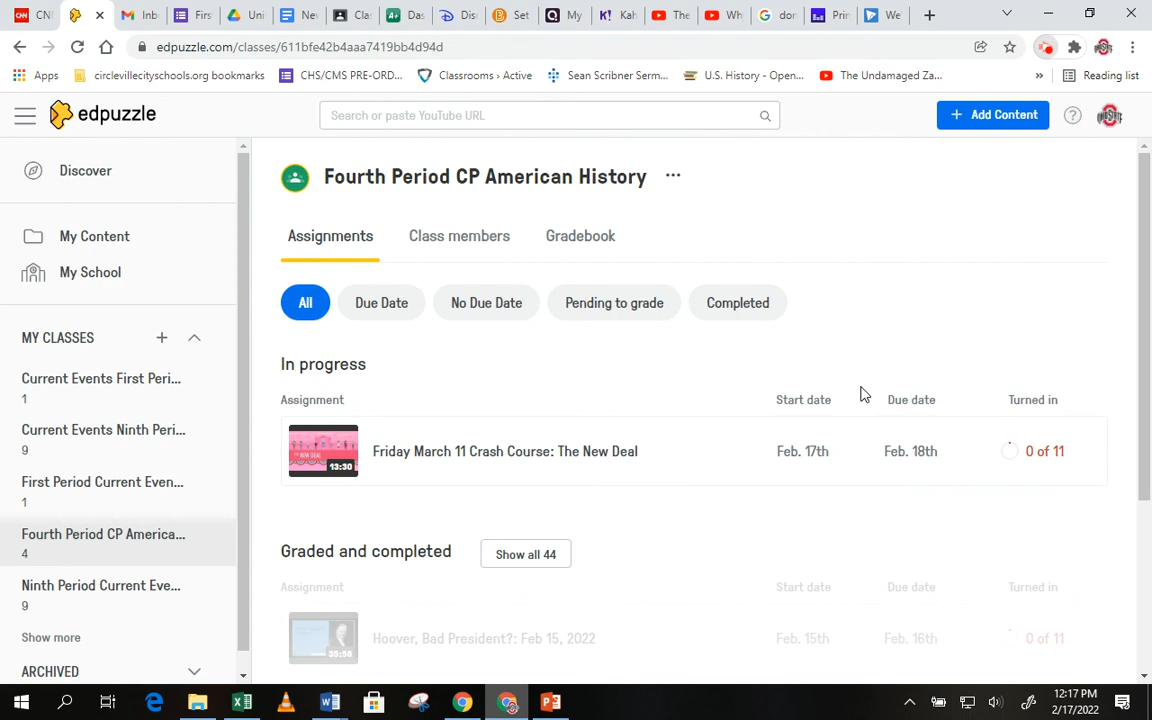 CNN
Inb
Firs
Uni
Nev
Cla
Das
Dis
Set
My
Kah
The
Wh
dor
Prin
We
edpuzzle.com/classes/611bfe42b4aaa7419bb4d94d
Apps
circlevillecityschools.org bookmarks
CHS/CMS PRE-ORD...
Classrooms › Active
Sean Scribner Serm...
U.S. History - Open...
The Undamaged Za...
»
Reading list
edpuzzle
Search or paste YouTube URL
+ Add Content
?
Discover
My Content
My School
MY CLASSES
Current Events First Peri...
1
Current Events Ninth Peri...
9
First Period Current Even...
1
Fourth Period CP America...
4
Ninth Period Current Eve...
9
Show more
ARCHIVED
Fourth Period CP American History ...
Assignments Class members Gradebook
All Due Date No Due Date Pending to grade Completed
In progress
Assignment Start date Due date Turned in
13:30 Friday March 11 Crash Course: The New Deal Feb. 17th Feb. 18th 0 of 11
Graded and completed Show all 44
Assignment Start date Due date Turned in
35:58 Hoover, Bad President?: Feb 15, 2022 Feb. 15th Feb. 16th 0 of 11
12:17 PM
2/17/2022